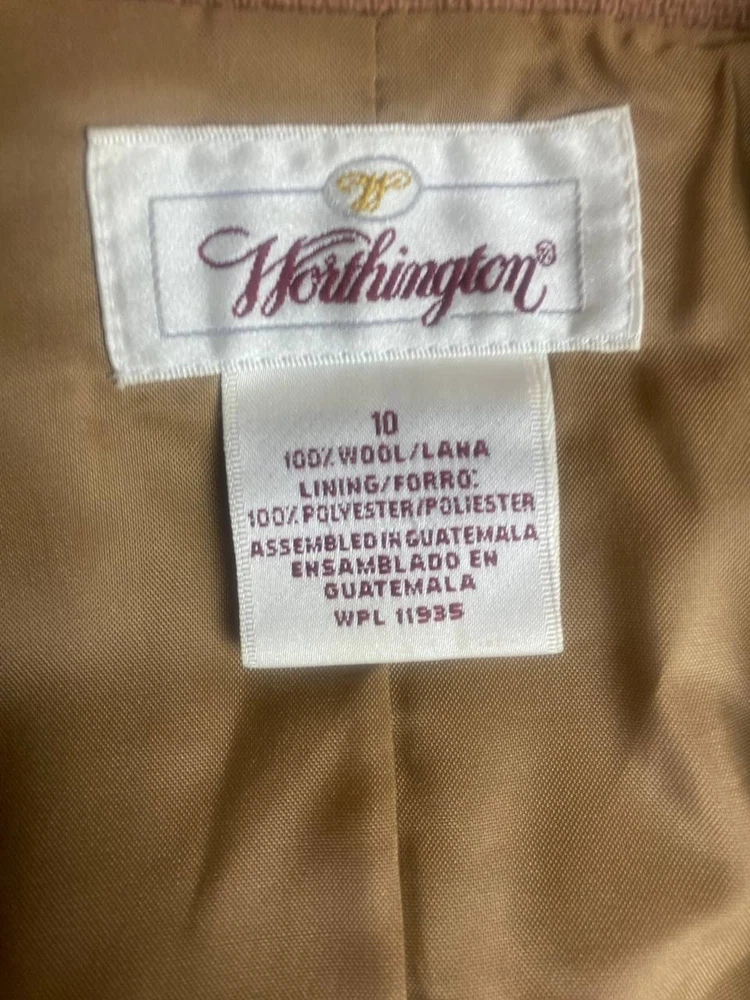 W
Worthington®
10
100% WOOL/LANA
LINING/FORRO:
100% POLYESTER/POLIESTER
ASSEMBLED IN GUATEMALA
ENSAMBLADO EN
GUATEMALA
WPL 11935